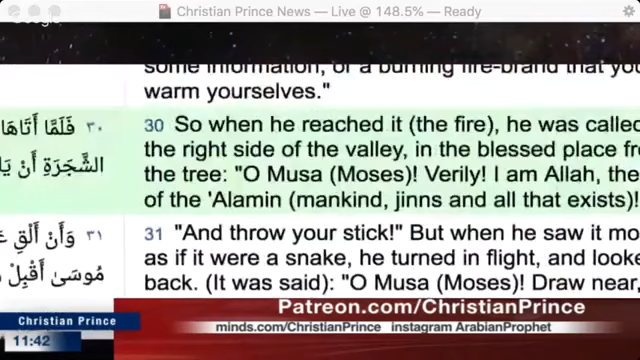 Christian Prince News — Live @ 148.5% — Ready
some information, or a burning fire-brand that you
warm yourselves."
٣٠ فَلَمَّا أَتَاهَا
30 So when he reached it (the fire), he was called
الشَّجَرَةِ أَنْ يَا
the right side of the valley, in the blessed place
the tree: "O Musa (Moses)! Verily! I am Allah, the
of the 'Alamin (mankind, jinns and all that exists)!
٣١ وَأَنْ أَلْقِ
31 "And throw your stick!" But when he saw it
مُوسَىٰ أَقْبِلْ
as if it were a snake, he turned in flight, and
back. (It was said): "O Musa (Moses)! Draw near,
Patreon.com/ChristianPrince
Christian Prince
minds.com/ChristianPrince instagram ArabianProphet
11:42